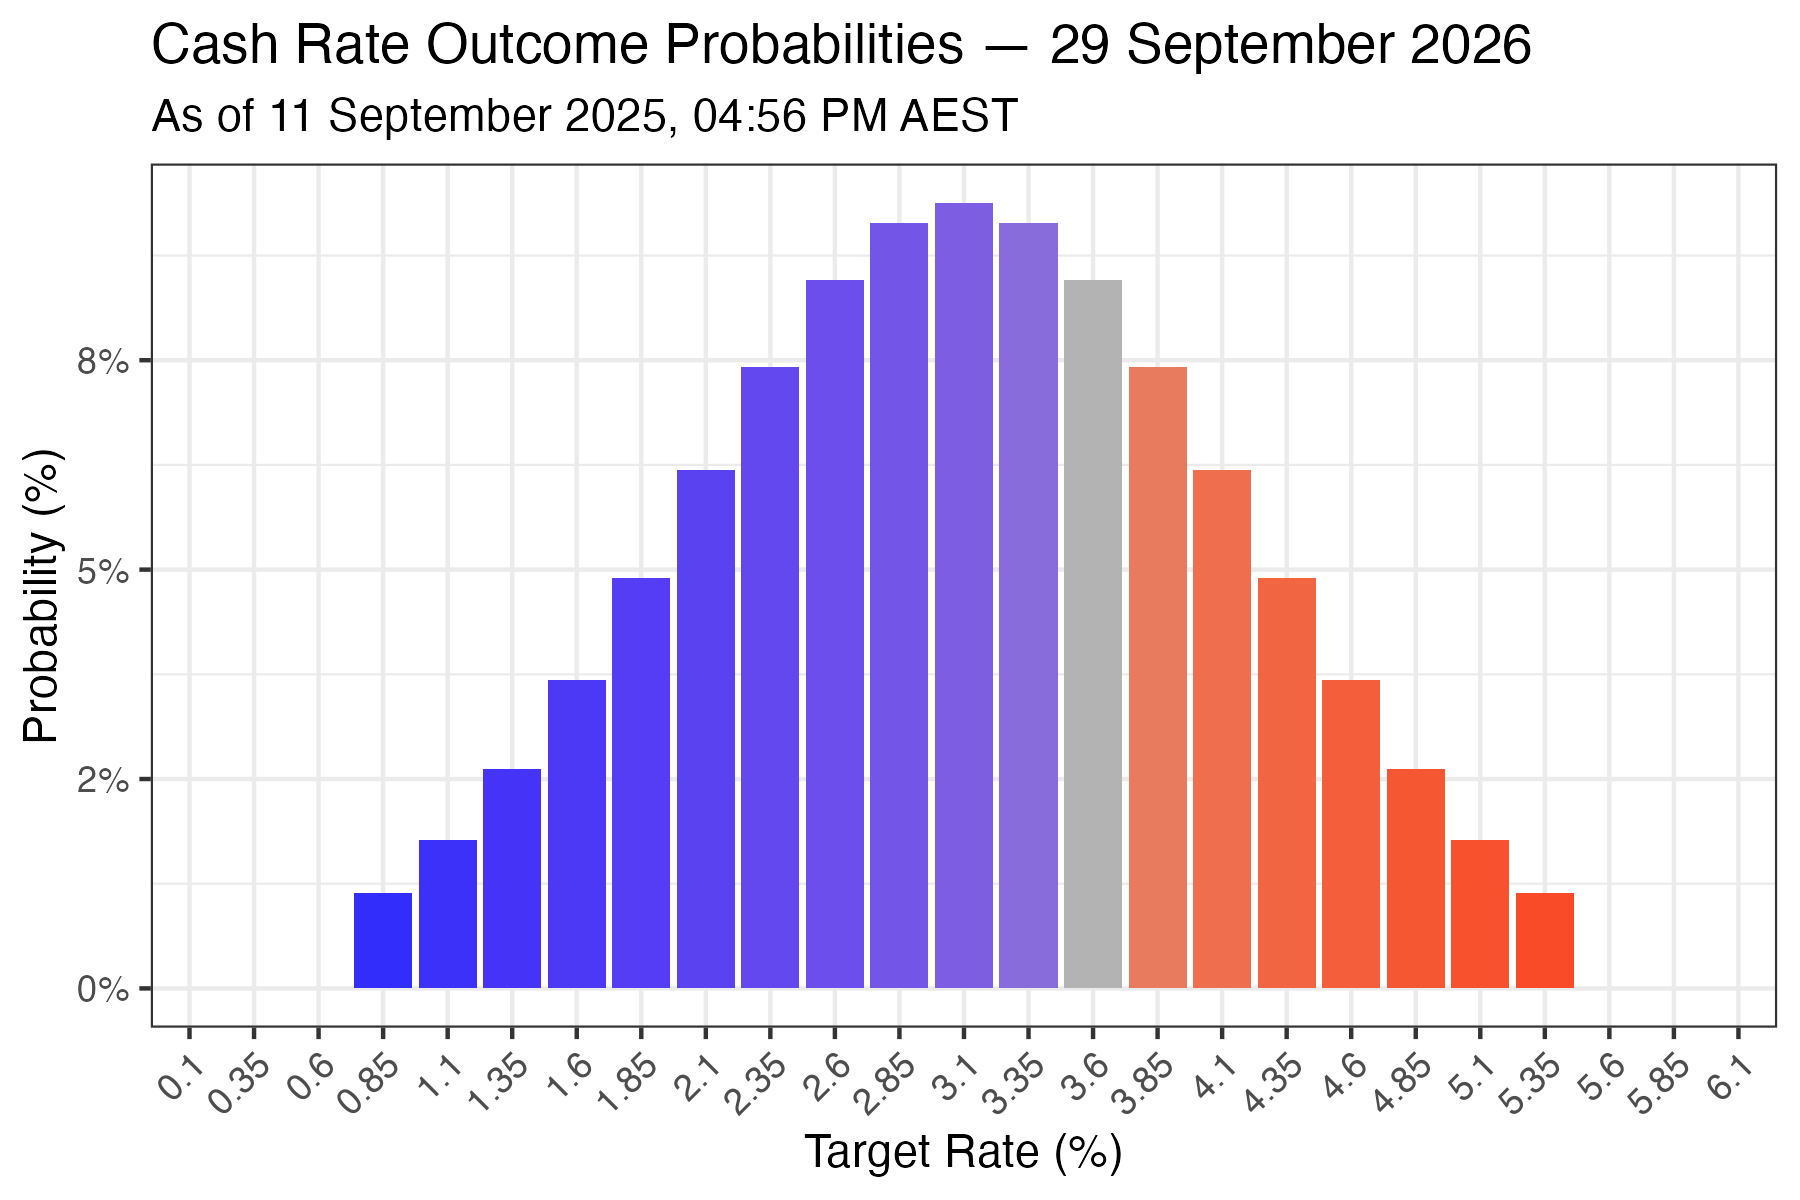 Cash Rate Outcome Probabilities — 29 September 2026
As of 11 September 2025, 04:56 PM AEST
Probability (%)
8%
5%
2%
0%
0.1 0.35 0.6 0.85 1.1 1.35 1.6 1.85 2.1 2.35 2.6 2.85 3.1 3.35 3.6 3.85 4.1 4.35 4.6 4.85 5.1 5.35 5.6 5.85 6.1
Target Rate (%)